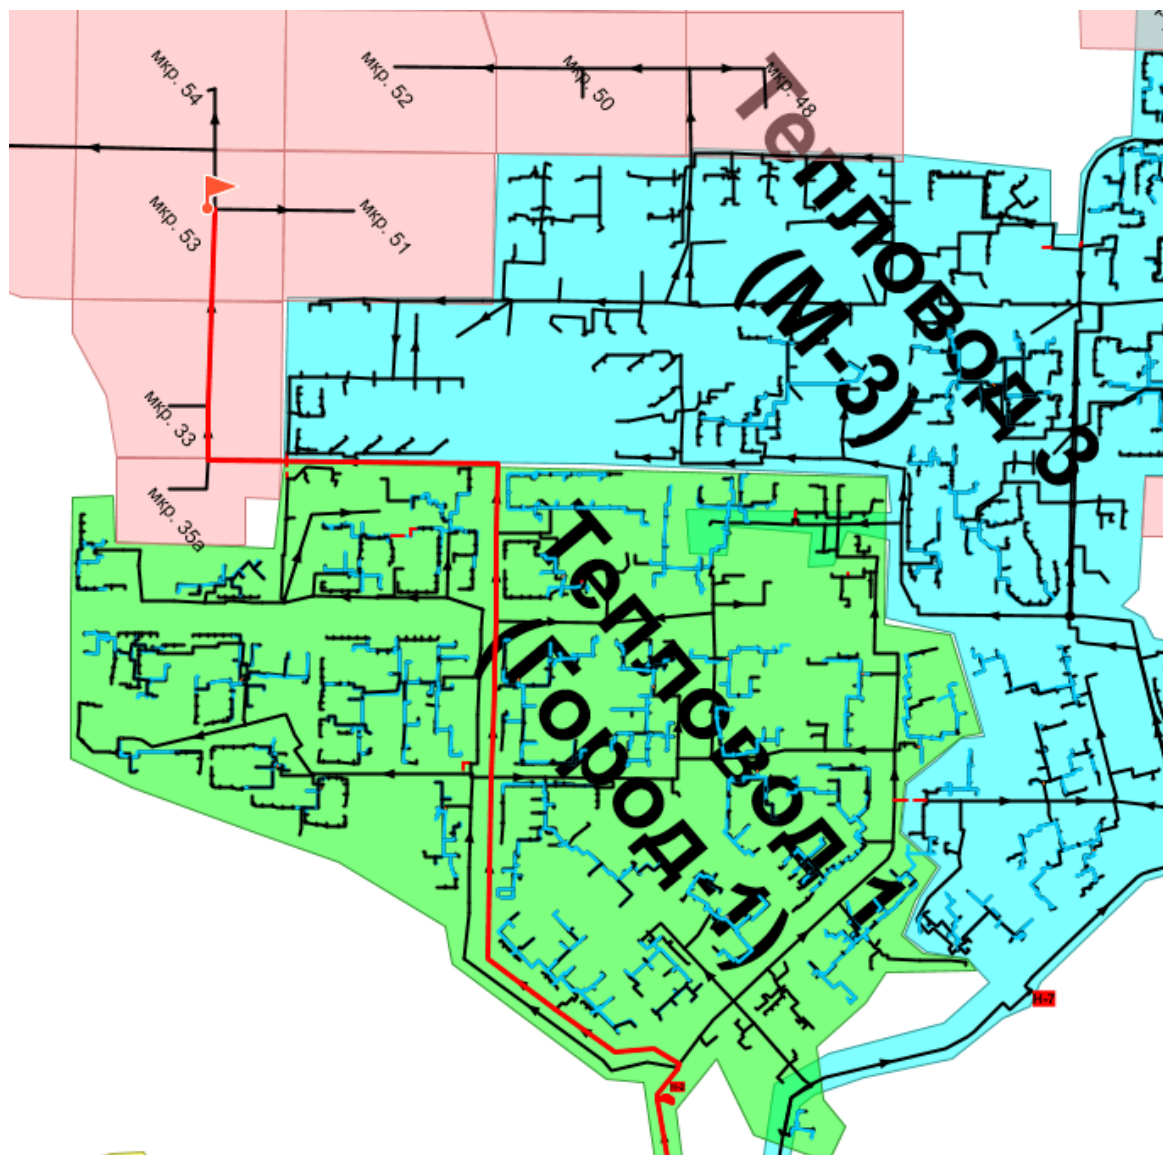 мкр. 54
мкр. 52
мкр. 50
мкр. 48
мкр. 53
мкр. 51
мкр. 33
мкр. 35а
Тепловод 3
(М-3)
Тепловод 1
(Город-1)
Н-7